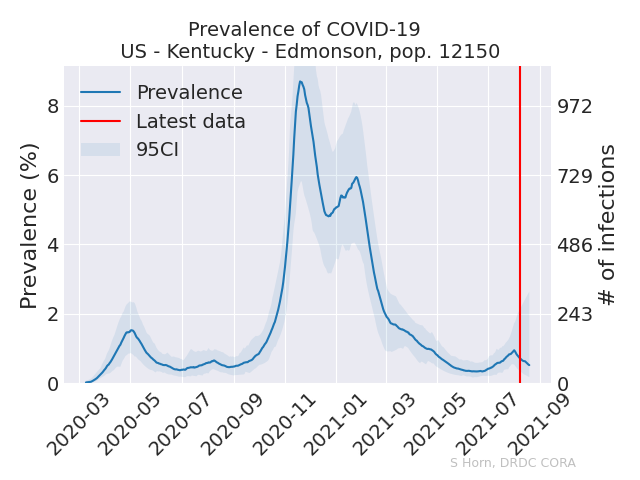 Prevalence of COVID-19
US - Kentucky - Edmonson, pop. 12150
Prevalence
Latest data
95CI
Prevalence (%)
8
6
4
2
0
972
729
486
243
0
# of infections
2020-03
2020-05
2020-07
2020-09
2020-11
2021-01
2021-03
2021-05
2021-07
2021-09
S Horn, DRDC CORA